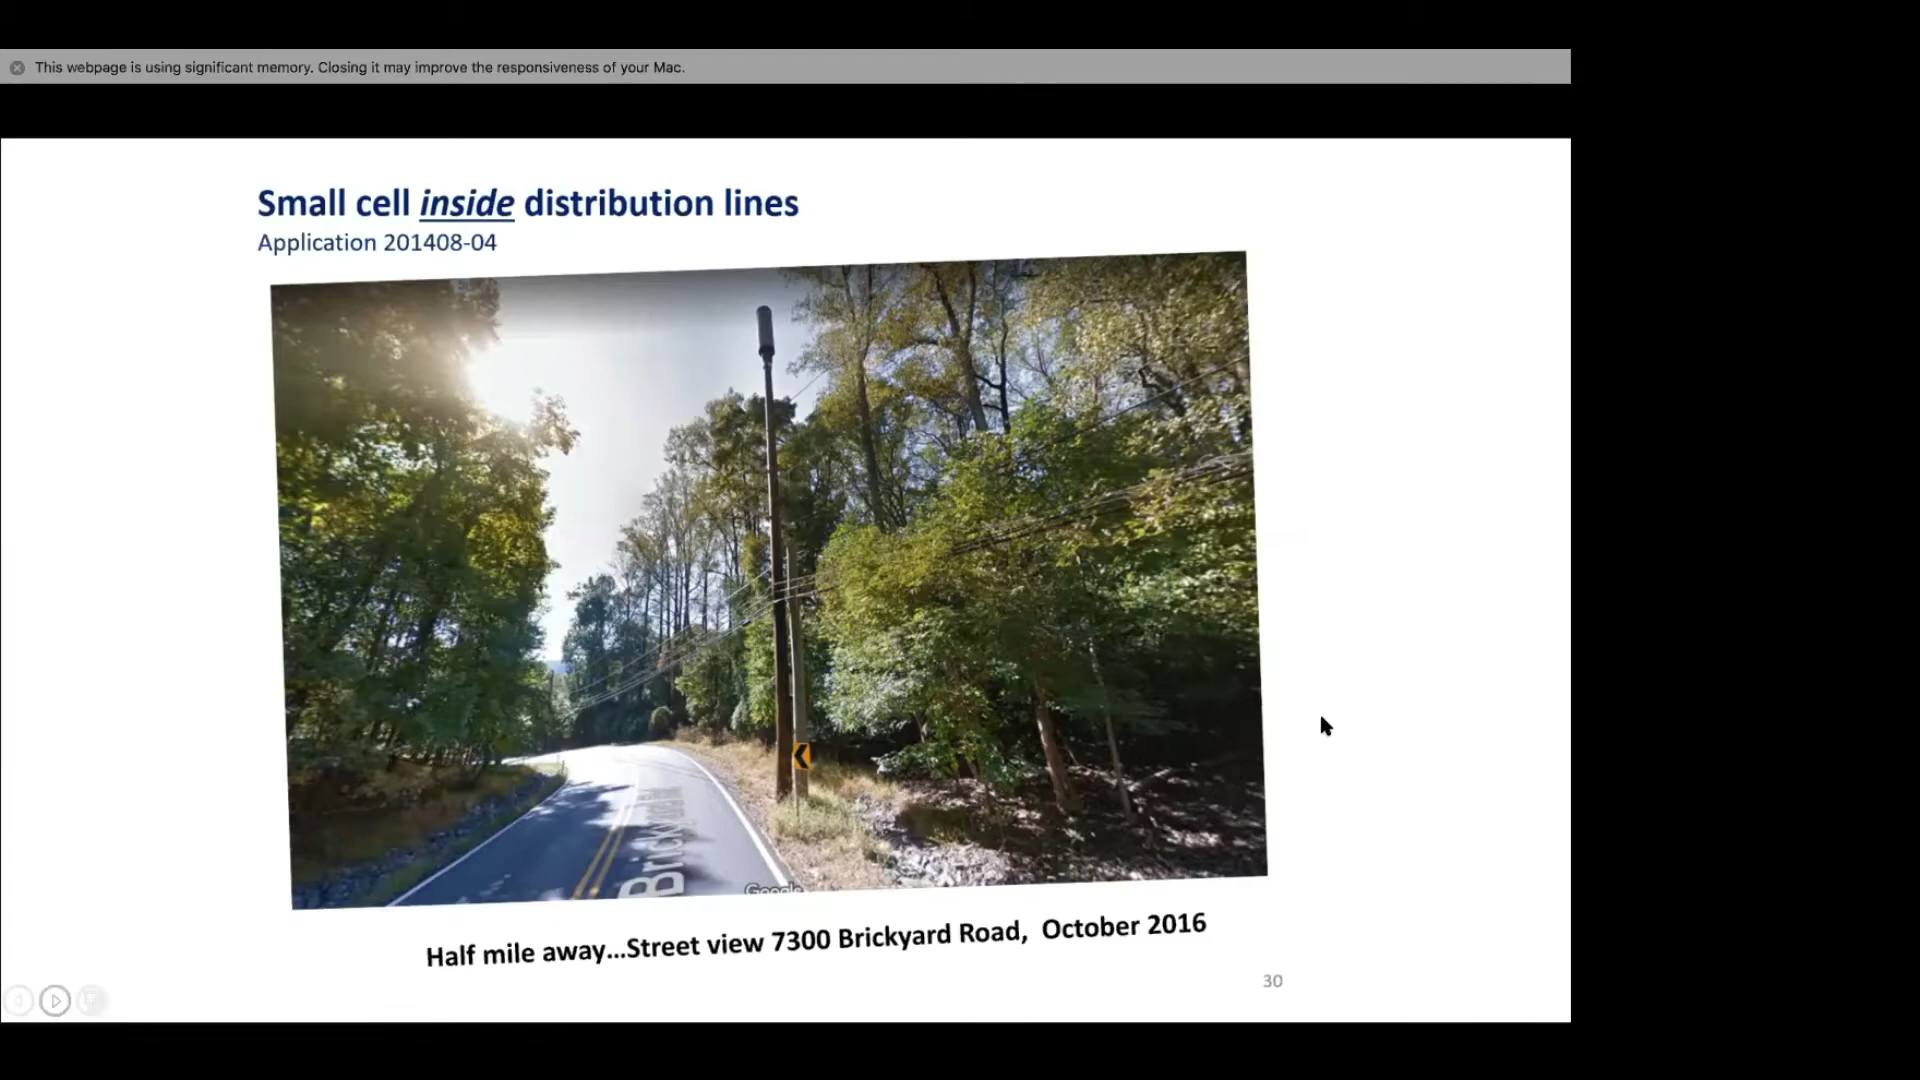 This webpage is using significant memory. Closing it may improve the responsiveness of your Mac.
Small cell inside distribution lines
Application 201408-04
Google
Half mile away...Street view 7300 Brickyard Road, October 2016
30